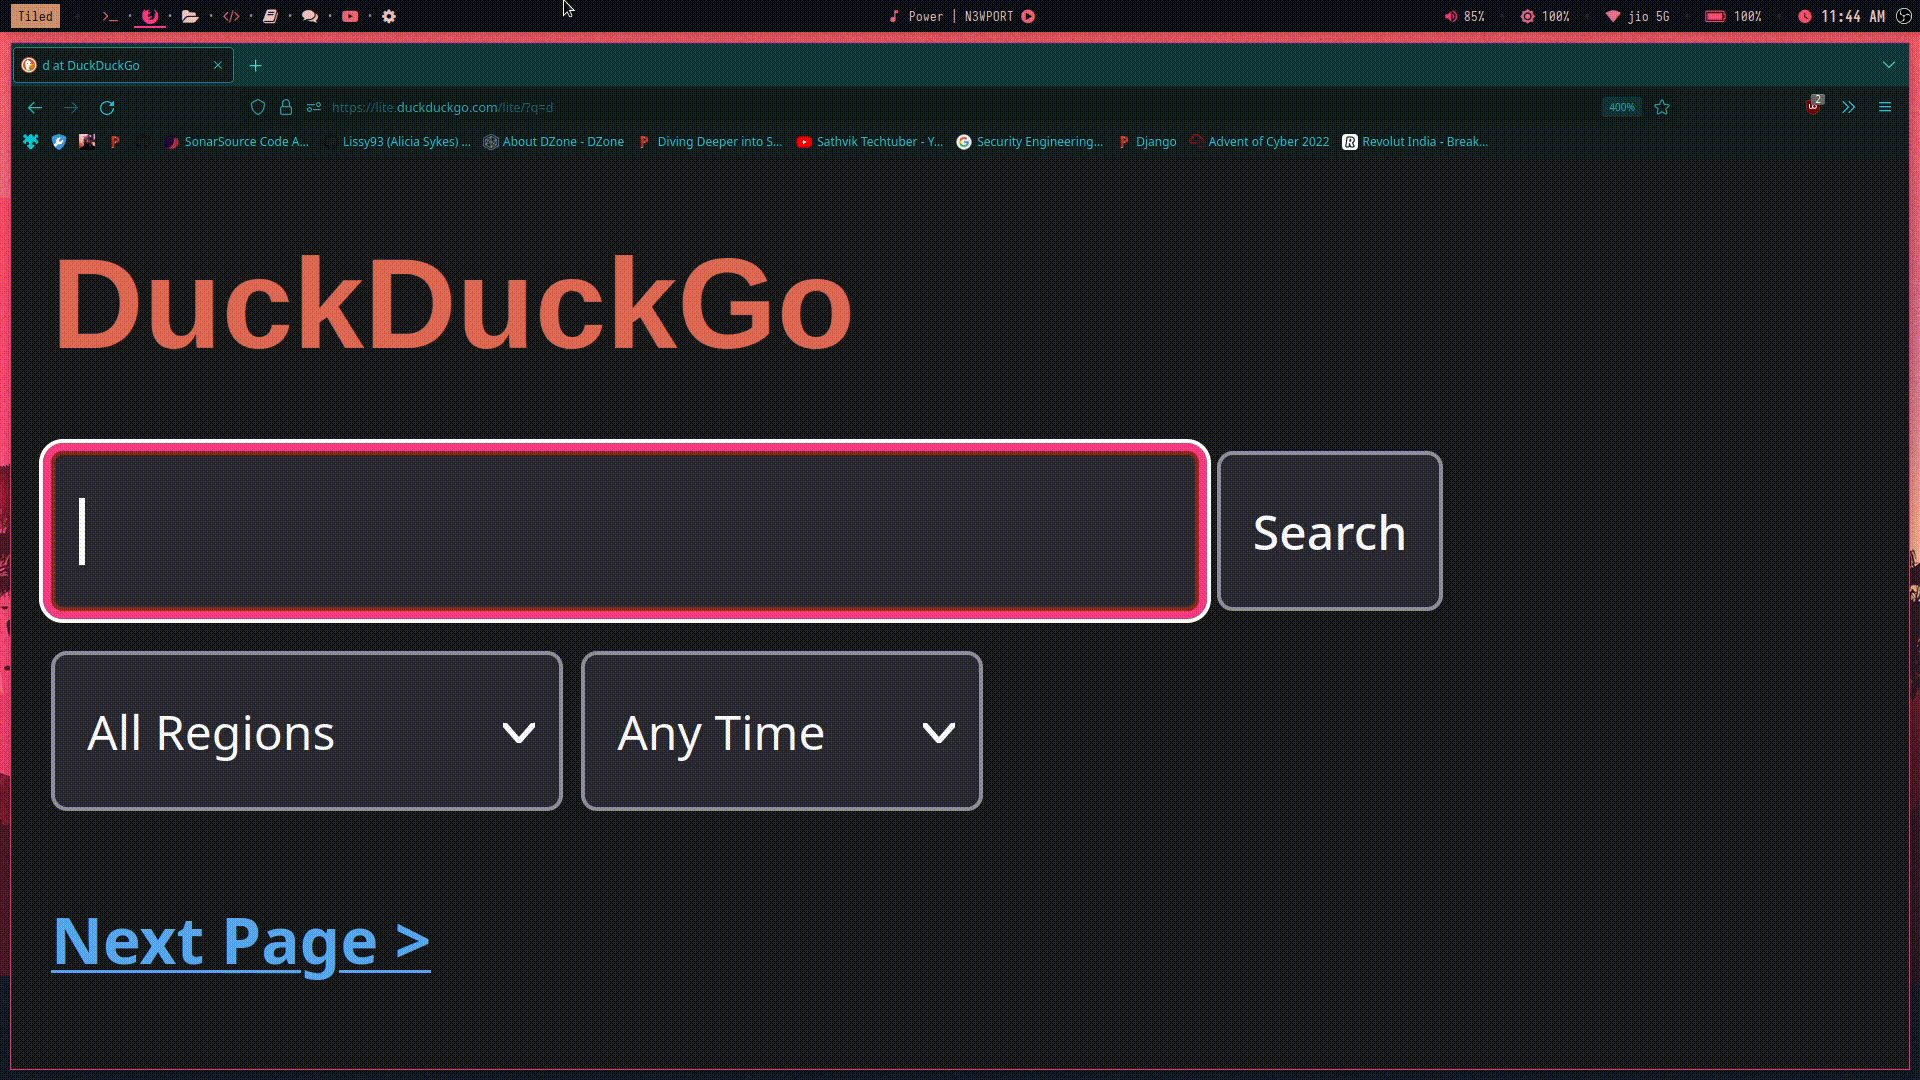 Tiled
Power | N3WPORT
85%
100%
jio 5G
100%
11:44 AM
d at DuckDuckGo
https://lite.duckduckgo.com/lite/?q=d
400%
2
SonarSource Code A...
Lissy93 (Alicia Sykes) ...
About DZone - DZone
Diving Deeper into S...
Sathvik Techtuber - Y...
Security Engineering...
Django
Advent of Cyber 2022
Revolut India - Break...
DuckDuckGo
Search
All Regions
Any Time
Next Page >